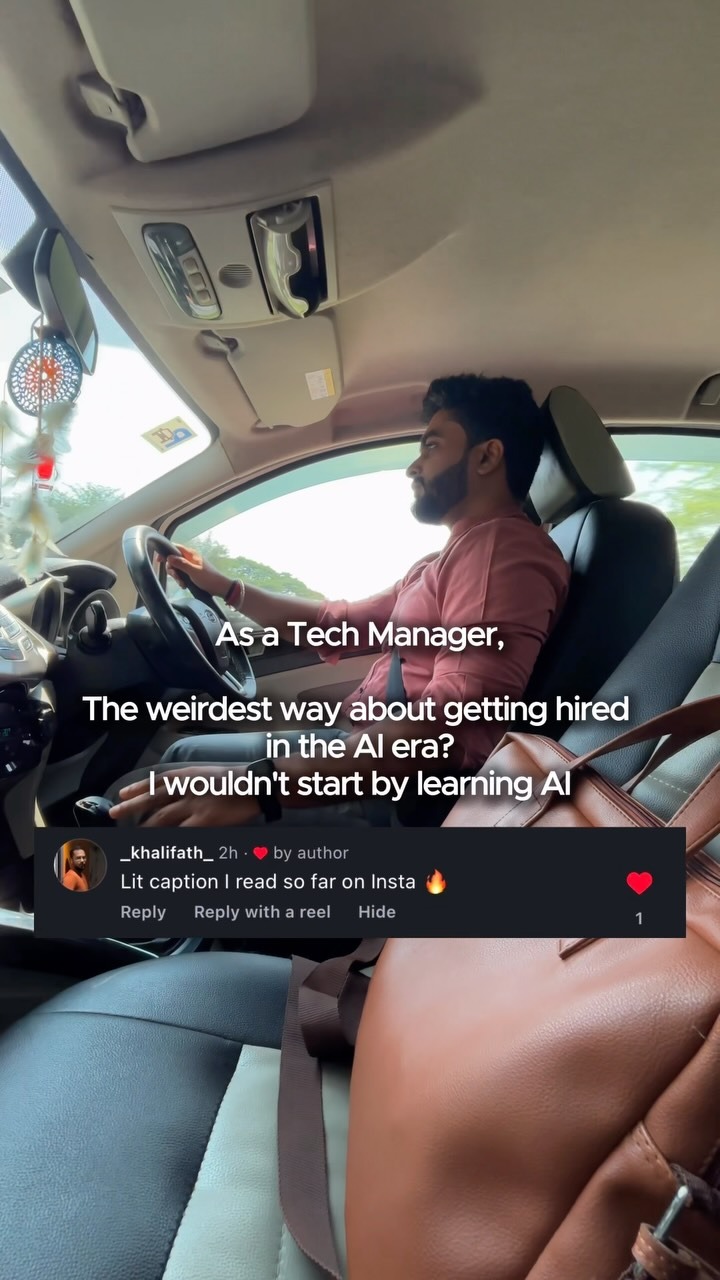 As a Tech Manager,
The weirdest way about getting hired
in the AI era?
I wouldn't start by learning AI
_khalifath_ 2h · ❤️ by author
Lit caption I read so far on Insta 🔥
Reply Reply with a reel Hide
1